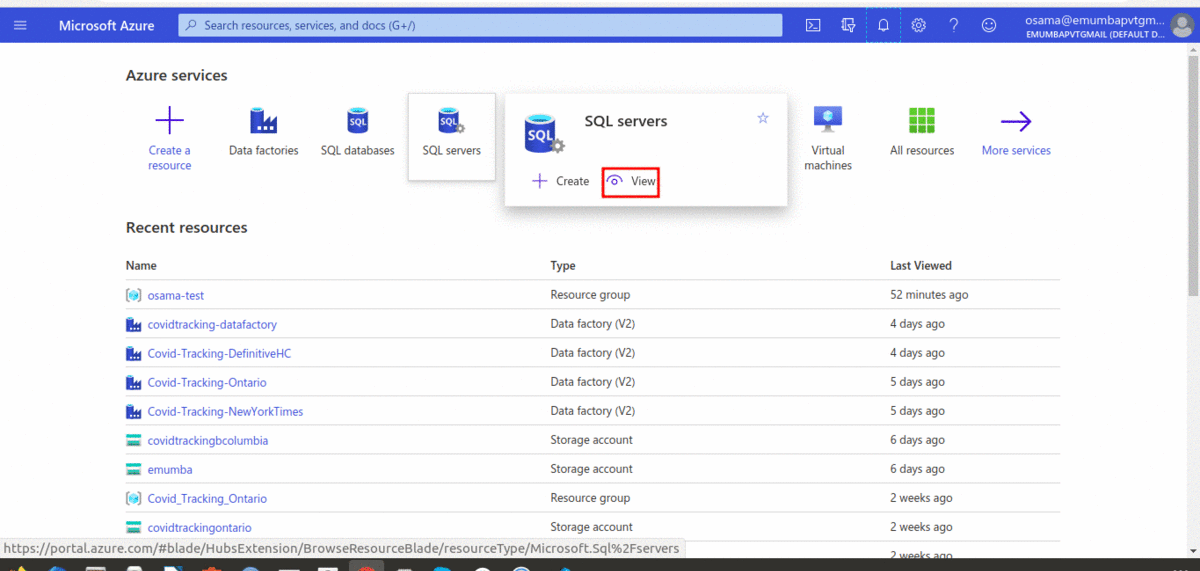 Microsoft Azure
Search resources, services, and docs (G+/)
osama@emumbapvtgm...
EMUMBAPVTGMAIL (DEFAULT D...
Azure services
Create a
resource
Data factories
SQL databases
SQL
SQL servers
SQL
SQL servers
SQL
Create
View
Virtual
machines
All resources
More services
Recent resources
Name Type Last Viewed
osama-test Resource group 52 minutes ago
covidtracking-datafactory Data factory (V2) 4 days ago
Covid-Tracking-DefinitiveHC Data factory (V2) 4 days ago
Covid-Tracking-Ontario Data factory (V2) 5 days ago
Covid-Tracking-NewYorkTimes Data factory (V2) 5 days ago
covidtrackingbcolumbia Storage account 6 days ago
emumba Storage account 6 days ago
Covid_Tracking_Ontario Resource group 2 weeks ago
covidtrackingontario Storage account 2 weeks ago
2 weeks ago
https://portal.azure.com/#blade/HubsExtension/BrowseResourceBlade/resourceType/Microsoft.Sql%2Fservers